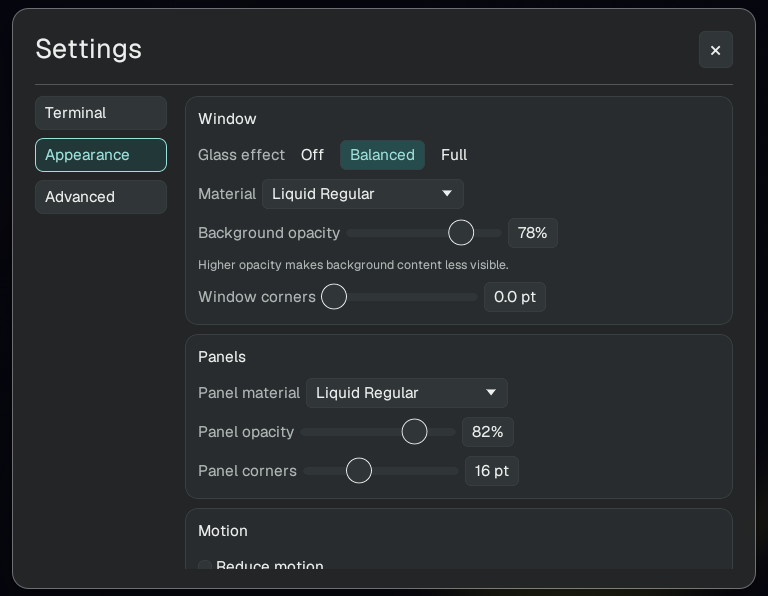 Settings
×
Terminal
Appearance
Advanced
Window
Glass effect Off Balanced Full
Material Liquid Regular
Background opacity 78%
Higher opacity makes background content less visible.
Window corners 0.0 pt
Panels
Panel material Liquid Regular
Panel opacity 82%
Panel corners 16 pt
Motion
Reduce motion